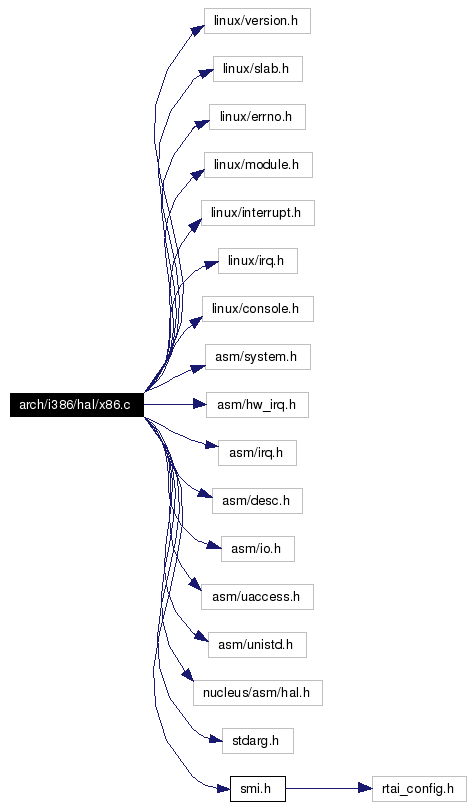 linux/version.h
linux/slab.h
linux/errno.h
linux/module.h
linux/interrupt.h
linux/irq.h
linux/console.h
asm/system.h
arch/i386/hal/x86.c
asm/hw_irq.h
asm/irq.h
asm/desc.h
asm/io.h
asm/uaccess.h
asm/unistd.h
nucleus/asm/hal.h
stdarg.h
smi.h
rtai_config.h